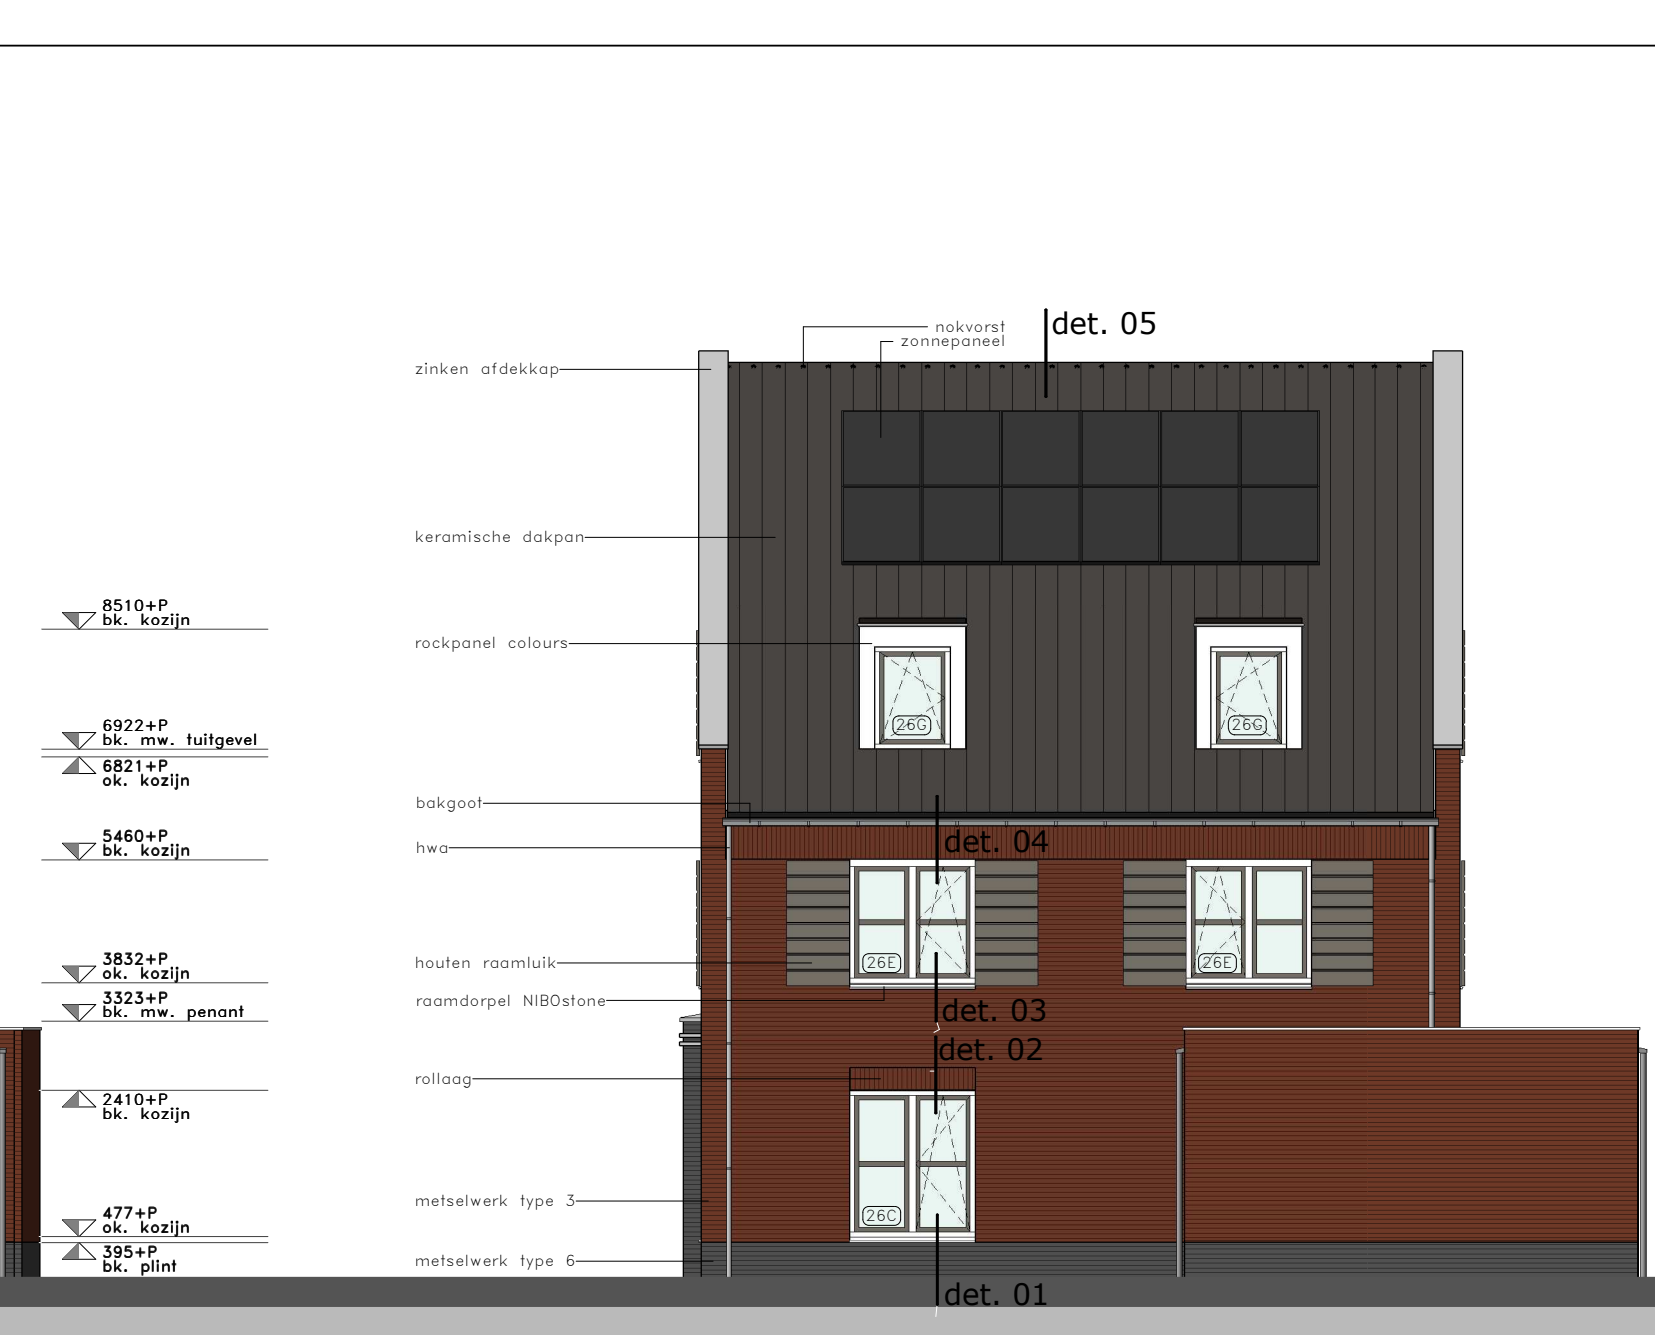 8510+P
bk. kozijn
6922+P
bk. mw. tuitgevel
6821+P
ok. kozijn
5460+P
bk. kozijn
3832+P
ok. kozijn
3323+P
bk. mw. penant
2410+P
bk. kozijn
477+P
ok. kozijn
395+P
bk. plint
nokvorst
zonnepaneel
zinken afdekkap
keramische dakpan
rockpanel colours
bakgoot
hwa
houten raamluik
raamdorpel NIBOstone
rollaag
metselwerk type 3
metselwerk type 6
det. 05
26G
26G
det. 04
26E
26E
det. 03
det. 02
26C
det. 01